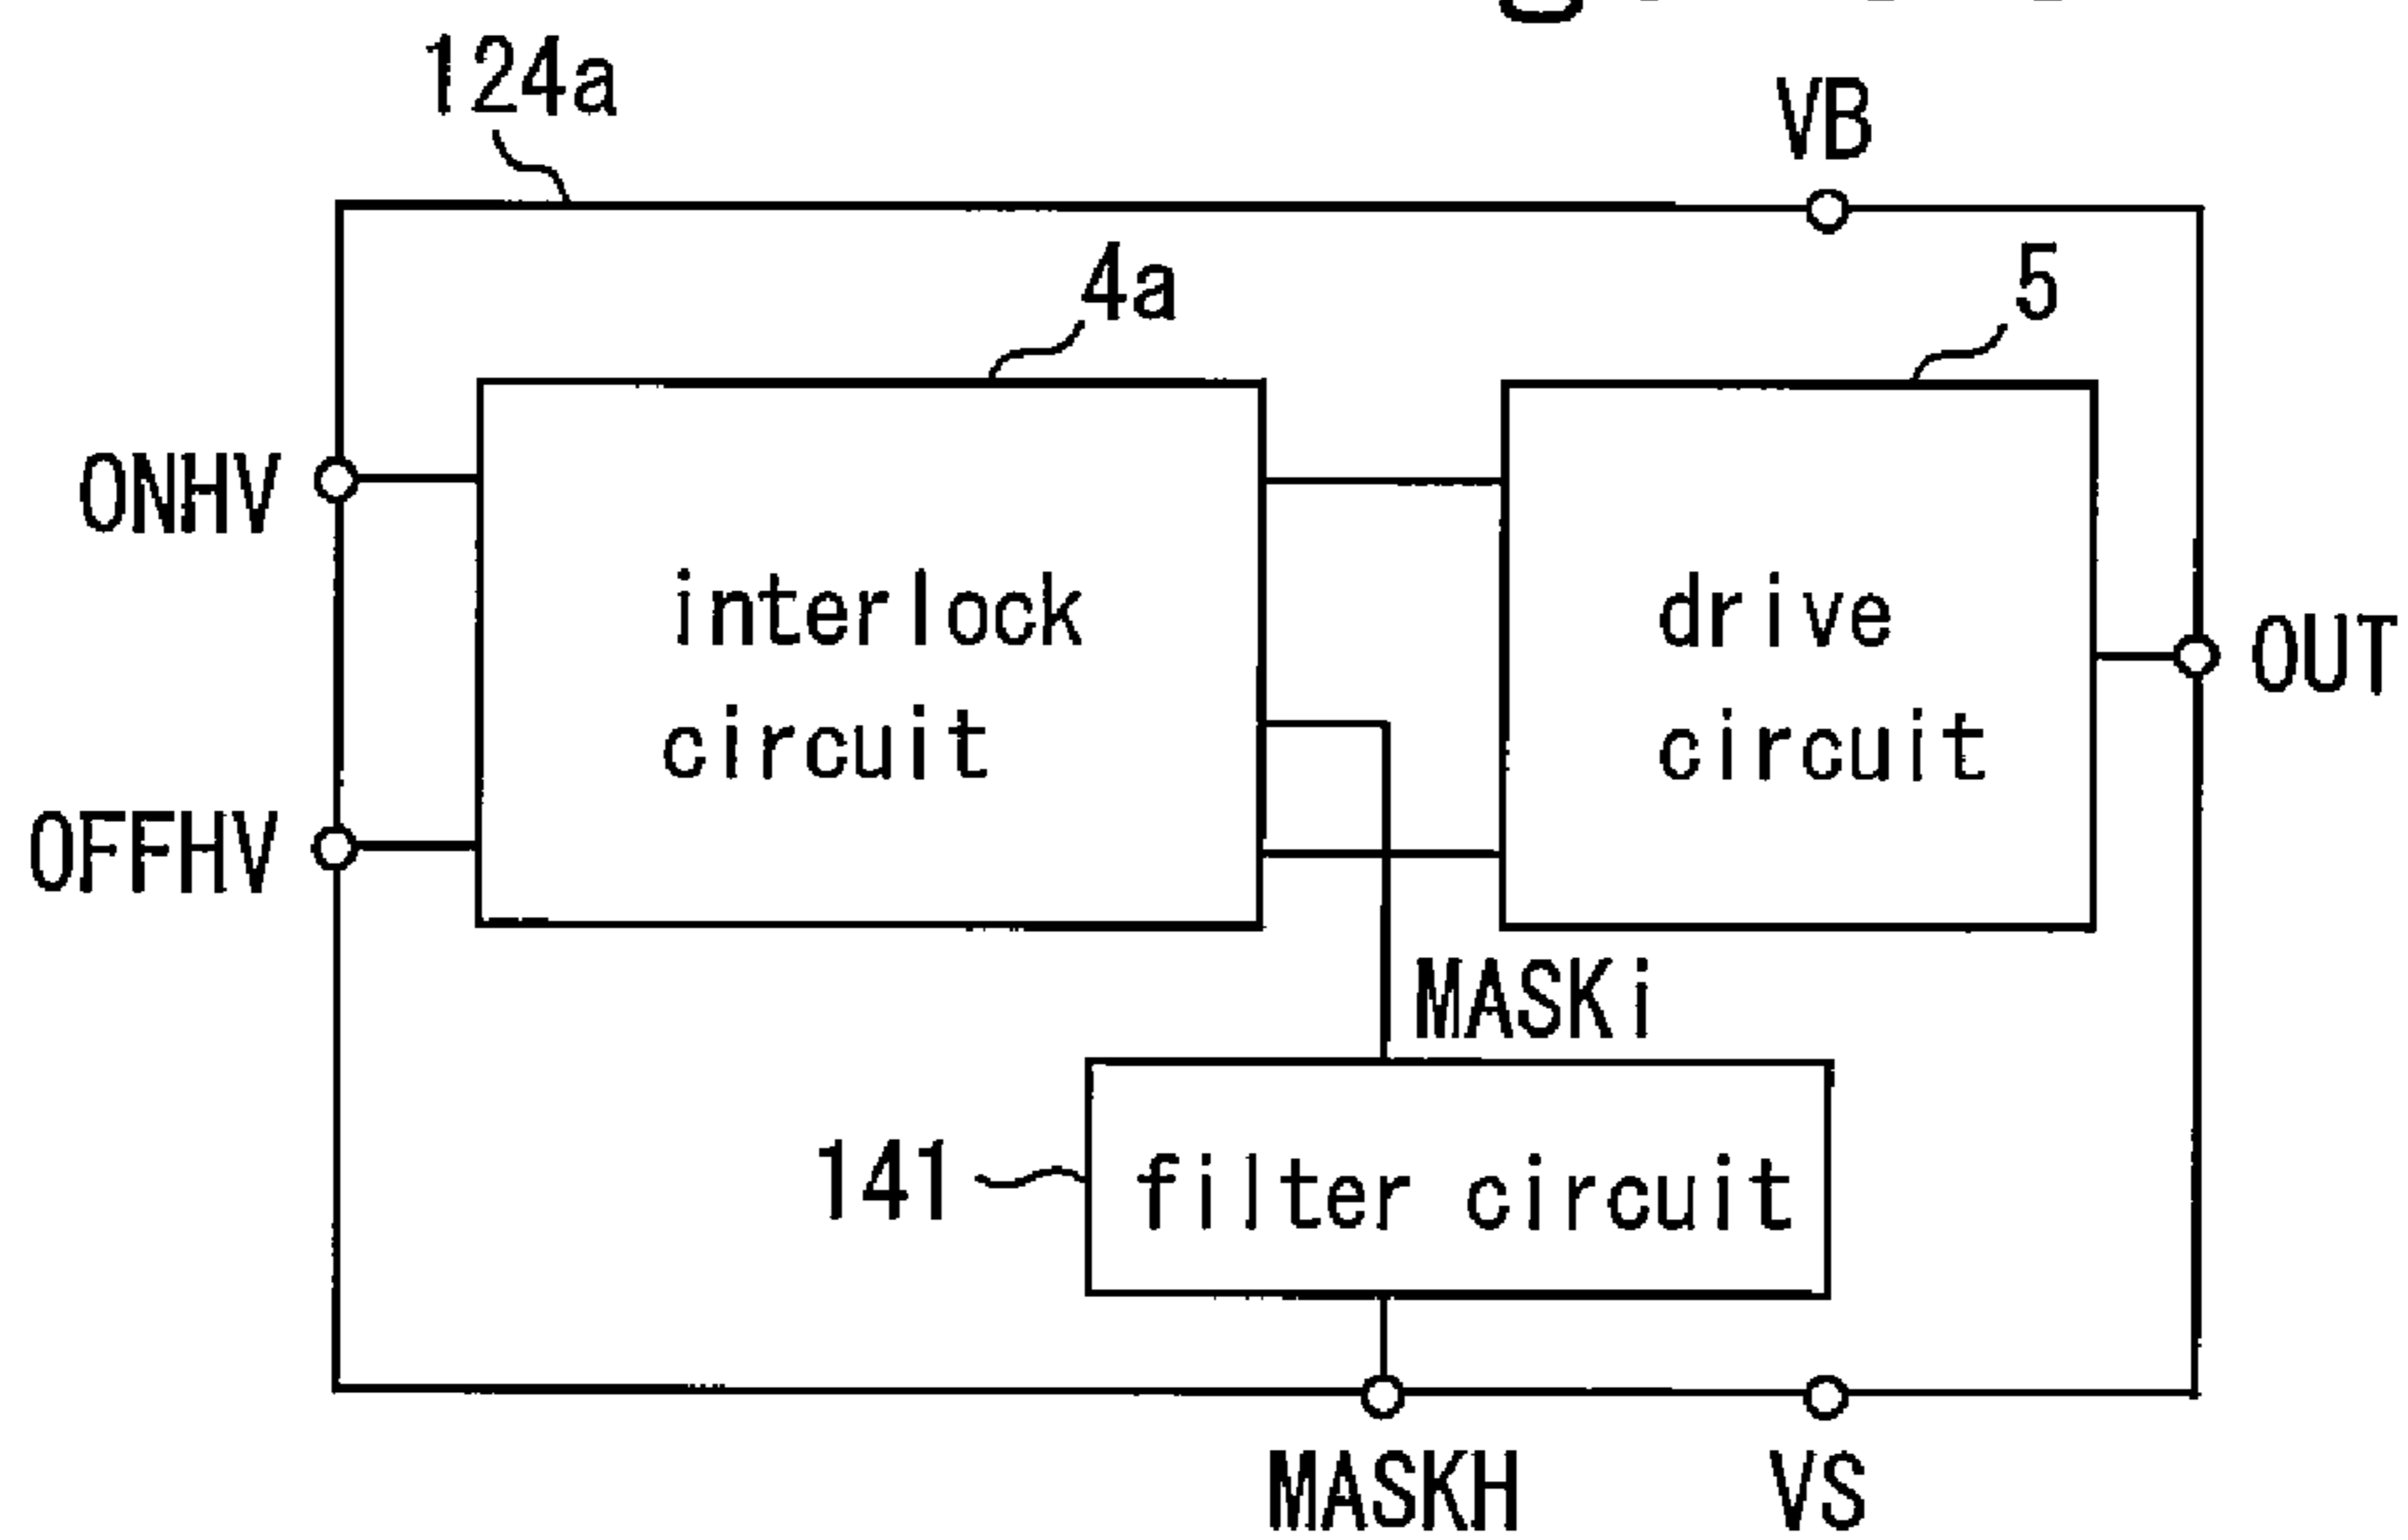 124a
VB
4a
5
ONHV
interlock
circuit
drive
circuit
OUT
OFFHV
MASKi
141
filter circuit
MASKH
VS